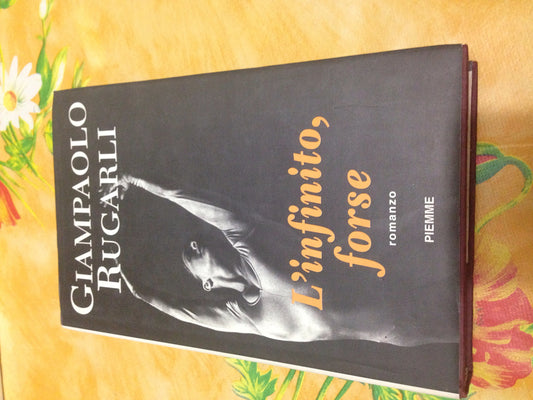 GIAMPAOLO
RUGARLI
L'infinito,
forse
romanzo
PIEMME